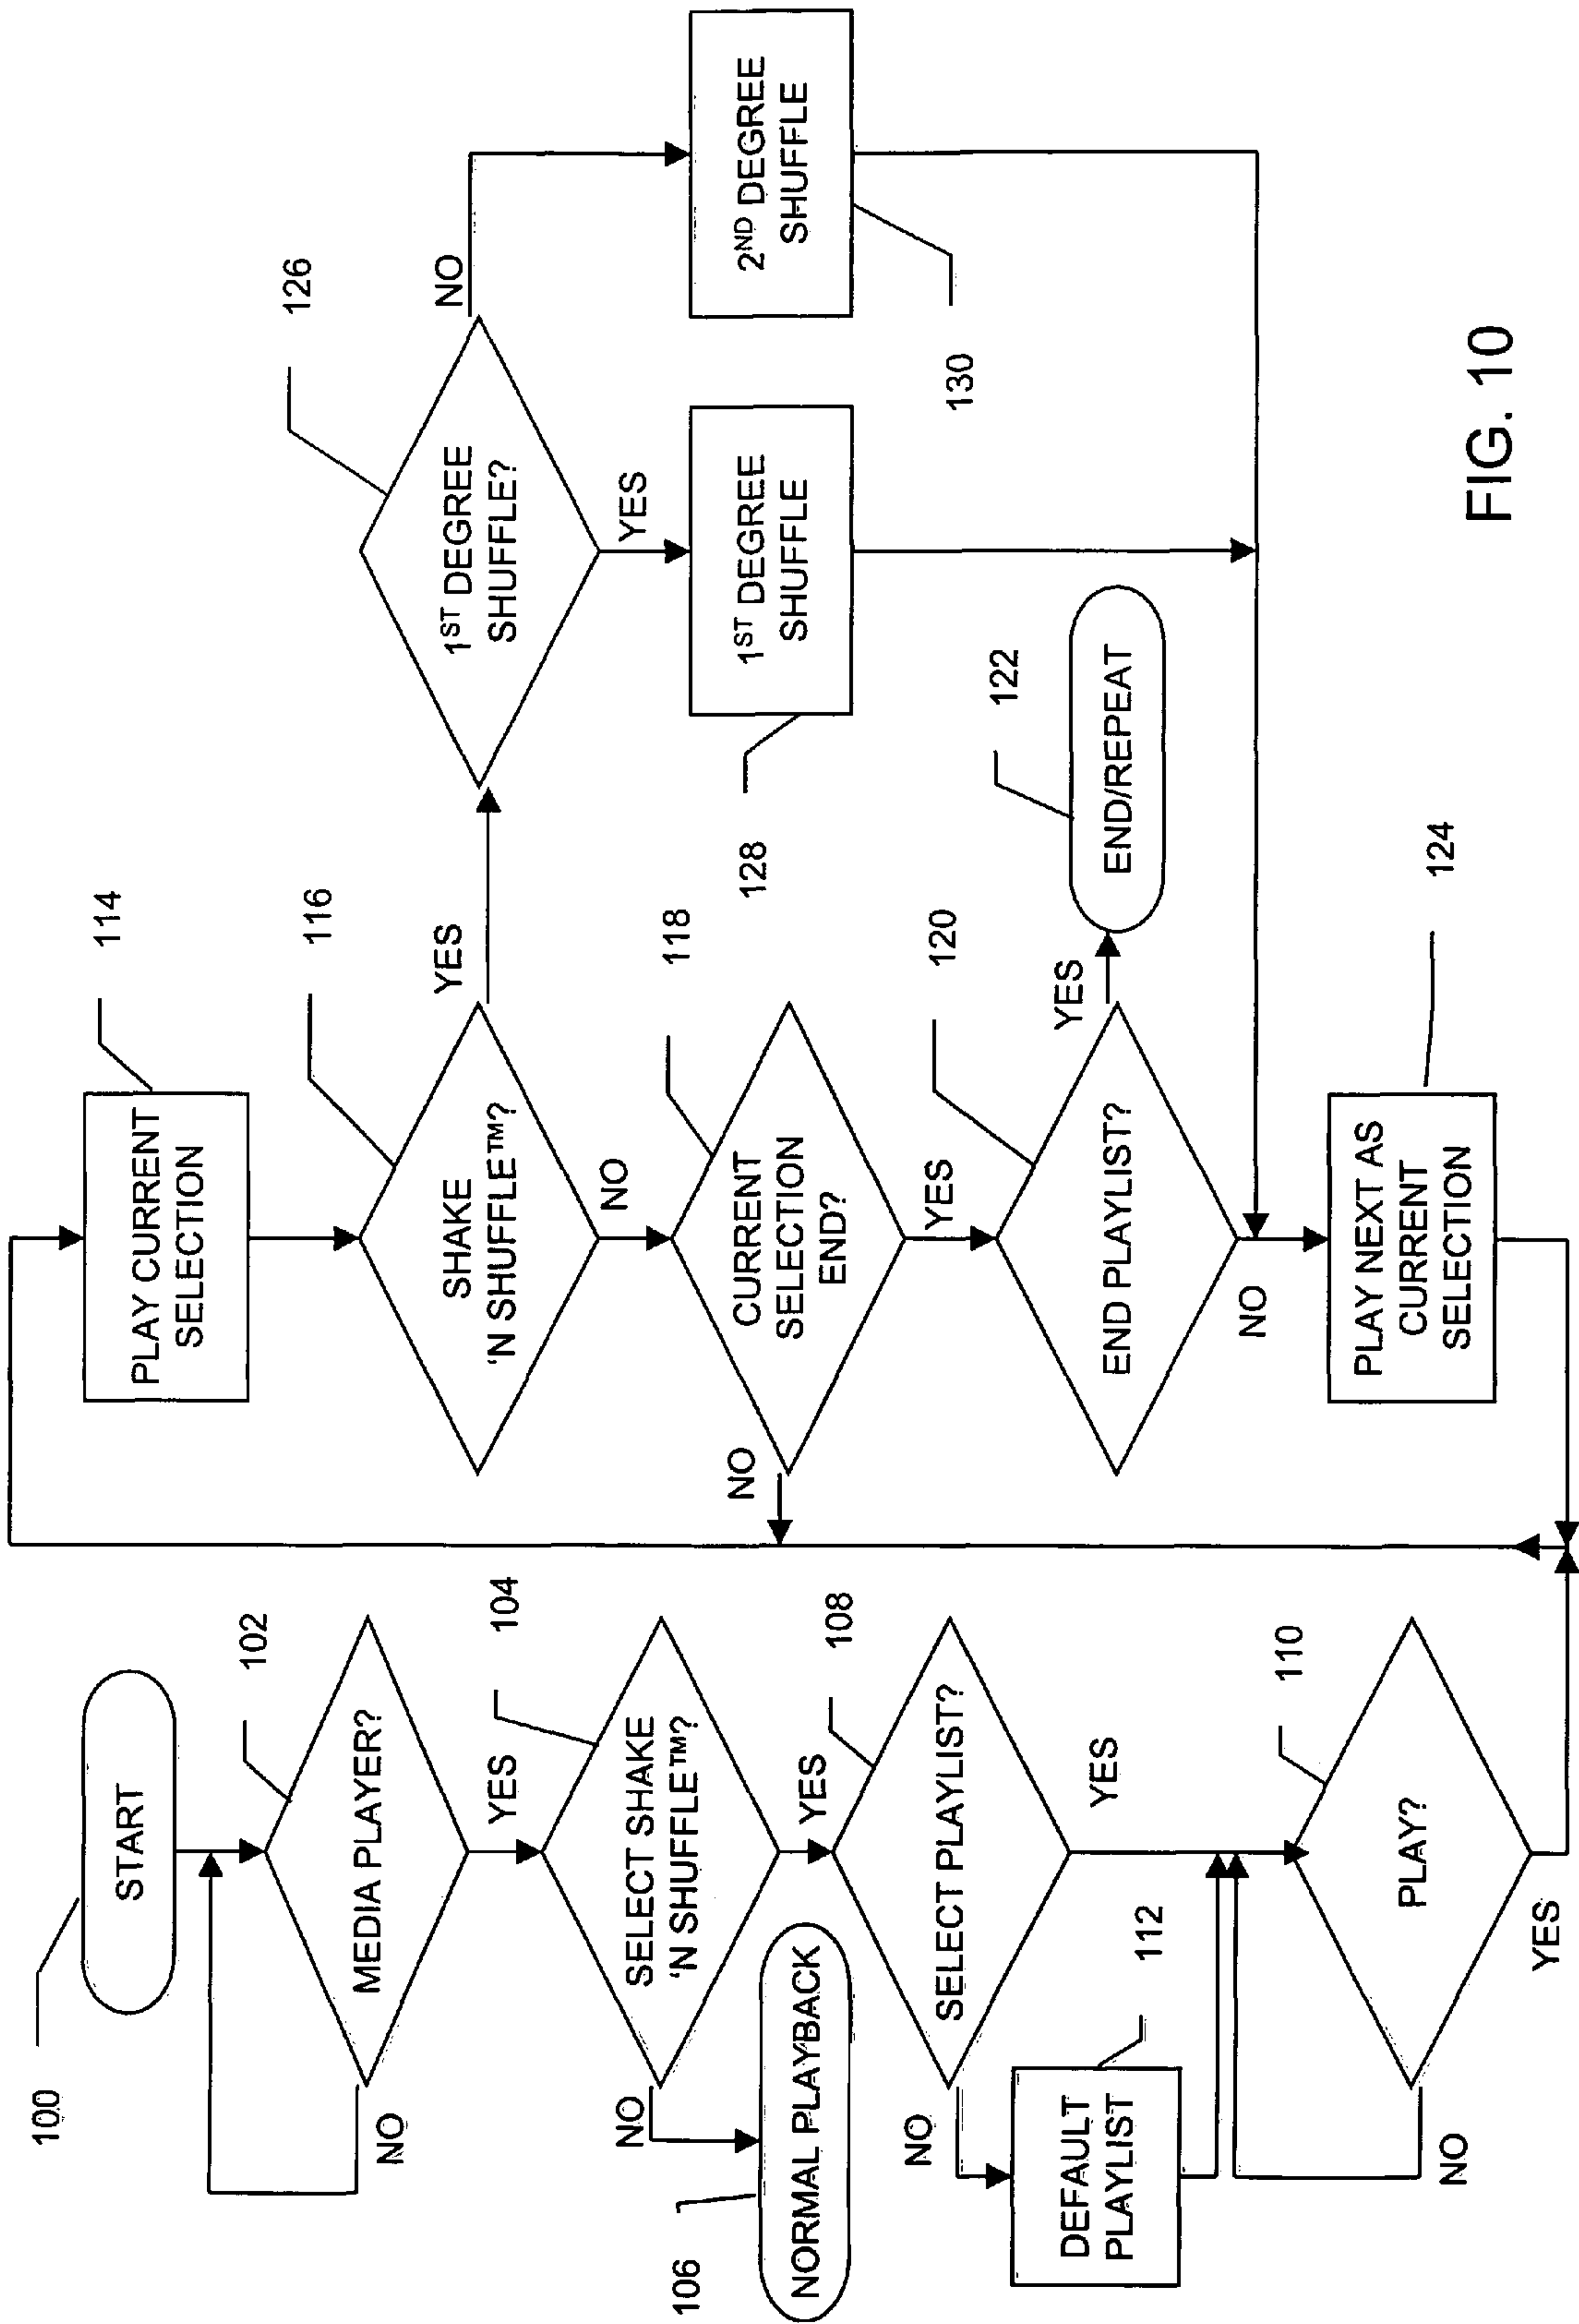 100
START
102
MEDIA PLAYER?
NO
YES
104
SELECT SHAKE
'N SHUFFLE™?
NO
106
NORMAL PLAYBACK
YES
108
SELECT PLAYLIST?
NO
YES
112
DEFAULT
PLAYLIST
110
PLAY?
NO
YES
114
PLAY CURRENT
SELECTION
116
SHAKE
'N SHUFFLE™?
YES
NO
118
CURRENT
SELECTION
END?
NO
YES
120
END PLAYLIST?
YES
122
END/REPEAT
NO
124
PLAY NEXT AS
CURRENT
SELECTION
126
1ST DEGREE
SHUFFLE?
NO
YES
128
1ST DEGREE
SHUFFLE
130
2ND DEGREE
SHUFFLE
FIG. 10